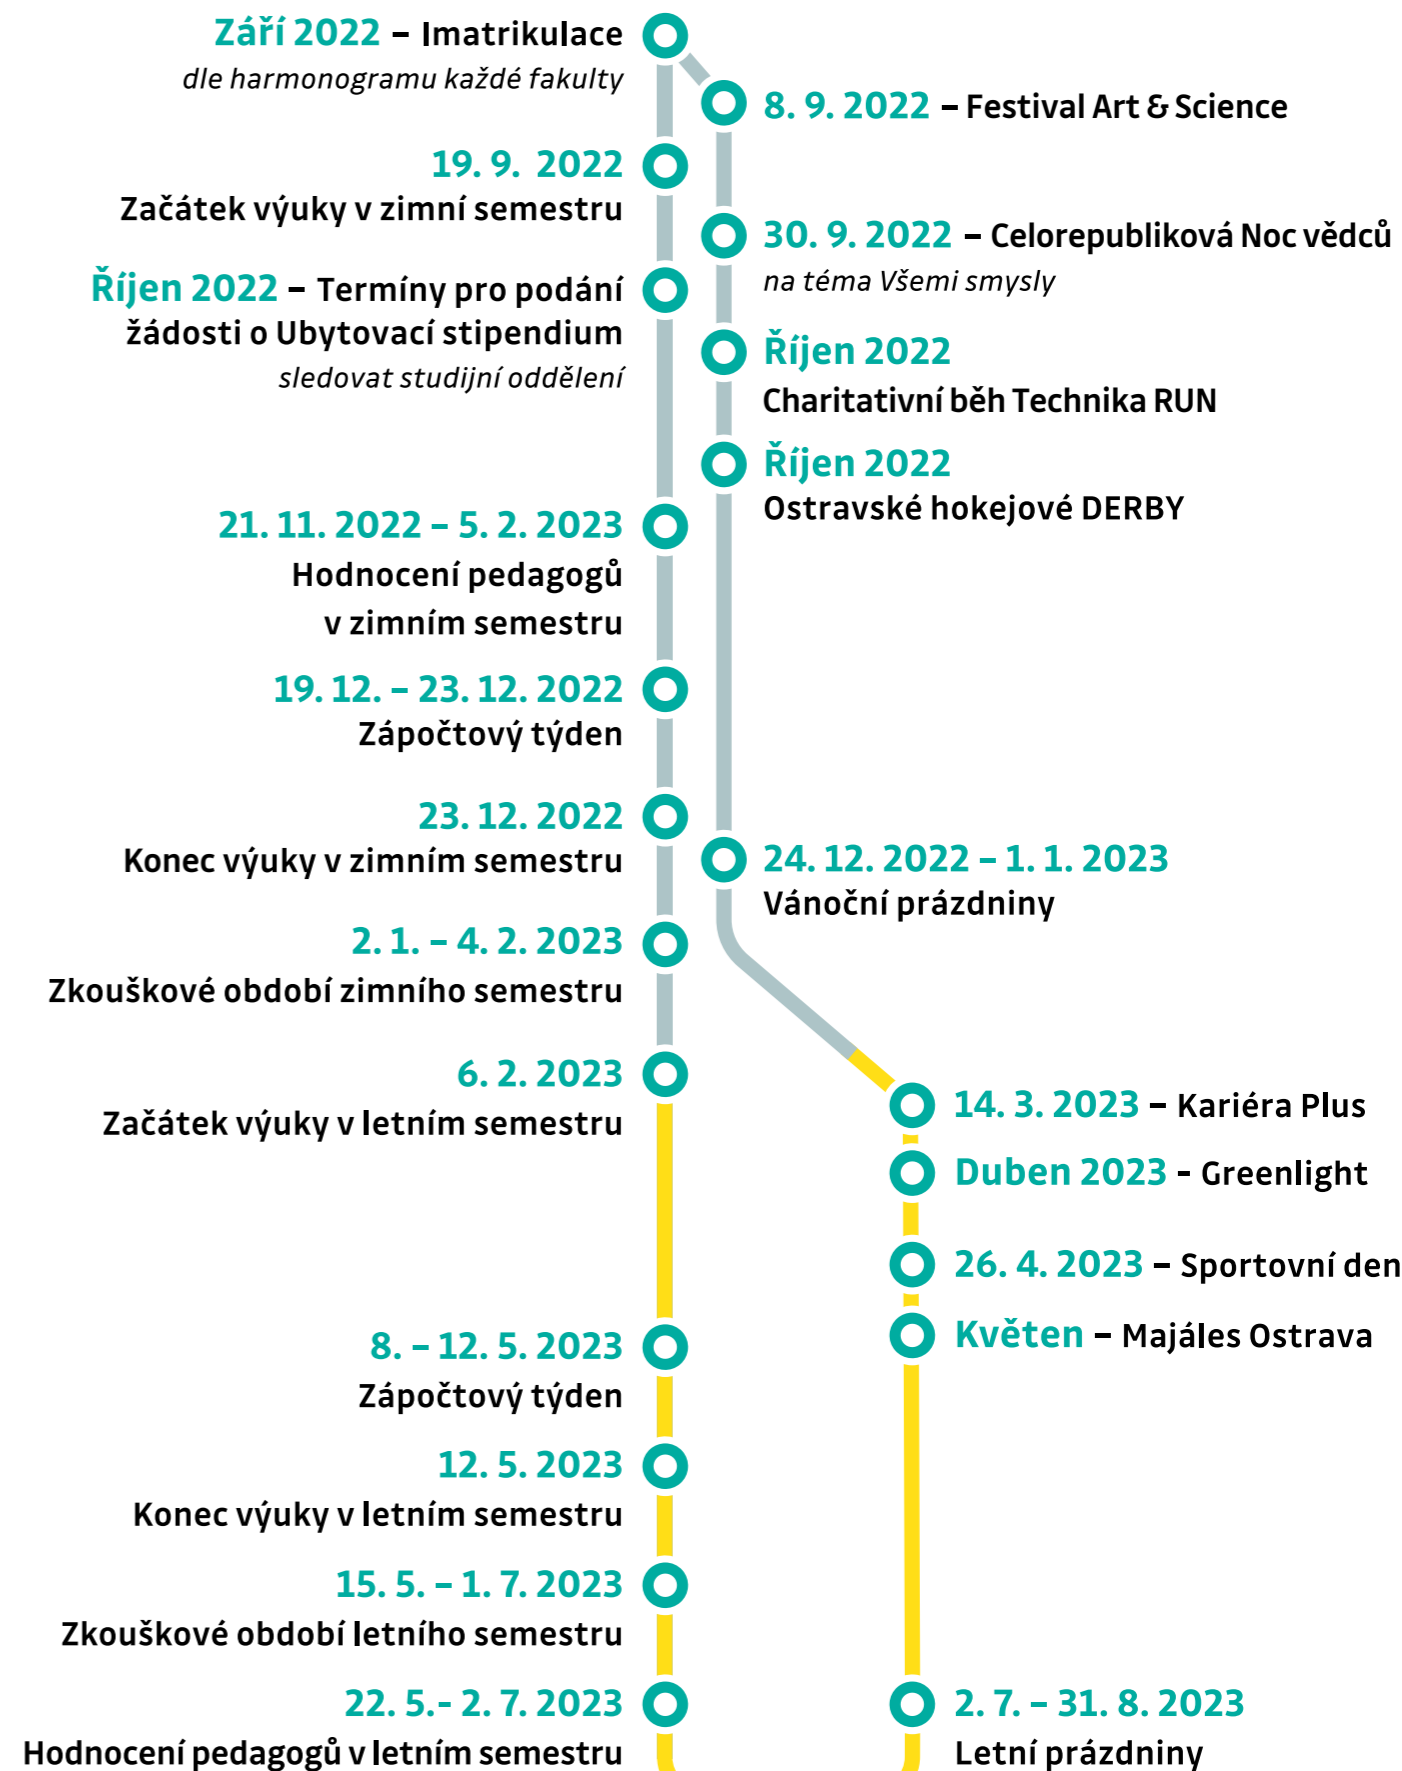 Září 2022 – Imatrikulace
dle harmonogramu každé fakulty
8. 9. 2022 – Festival Art & Science
19. 9. 2022
Začátek výuky v zimní semestru
30. 9. 2022 – Celorepubliková Noc vědců
na téma Všemi smysly
Říjen 2022 – Termíny pro podání
žádosti o Ubytovací stipendium
sledovat studijní oddělení
Říjen 2022
Charitativní běh Technika RUN
Říjen 2022
Ostravské hokejové DERBY
21. 11. 2022 – 5. 2. 2023
Hodnocení pedagogů
v zimním semestru
19. 12. – 23. 12. 2022
Zápočtový týden
23. 12. 2022
Konec výuky v zimním semestru
24. 12. 2022 – 1. 1. 2023
Vánoční prázdniny
2. 1. – 4. 2. 2023
Zkouškové období zimního semestru
6. 2. 2023
Začátek výuky v letním semestru
14. 3. 2023 – Kariéra Plus
Duben 2023 - Greenlight
26. 4. 2023 – Sportovní den
Květen – Majáles Ostrava
8. – 12. 5. 2023
Zápočtový týden
12. 5. 2023
Konec výuky v letním semestru
15. 5. – 1. 7. 2023
Zkouškové období letního semestru
22. 5.- 2. 7. 2023
Hodnocení pedagogů v letním semestru
2. 7. – 31. 8. 2023
Letní prázdniny